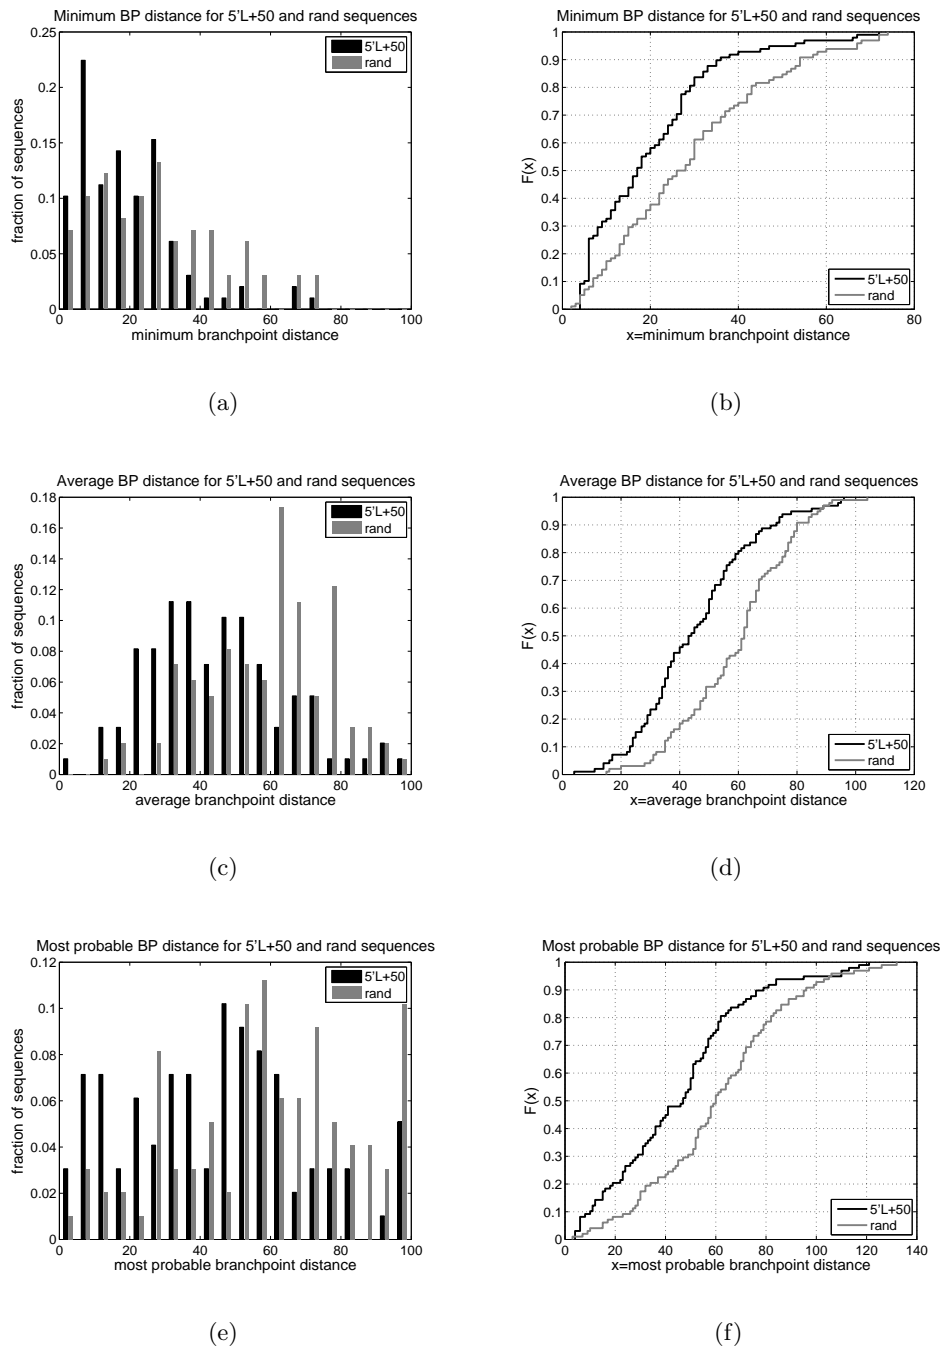 Minimum BP distance for 5'L+50 and rand sequences
0.25
0.2
0.15
0.1
0.05
0
fraction of sequences
5'L+50
rand
0 20 40 60 80 100
minimum branchpoint distance
(a)
Minimum BP distance for 5'L+50 and rand sequences
1
0.9
0.8
0.7
0.6
0.5
0.4
0.3
0.2
0.1
0
F(x)
5'L+50
rand
0 20 40 60 80
x=minimum branchpoint distance
(b)
Average BP distance for 5'L+50 and rand sequences
0.18
0.16
0.14
0.12
0.1
0.08
0.06
0.04
0.02
0
fraction of sequences
5'L+50
rand
0 20 40 60 80 100
average branchpoint distance
(c)
Average BP distance for 5'L+50 and rand sequences
1
0.9
0.8
0.7
0.6
0.5
0.4
0.3
0.2
0.1
0
F(x)
5'L+50
rand
0 20 40 60 80 100 120
x=average branchpoint distance
(d)
Most probable BP distance for 5'L+50 and rand sequences
0.12
0.1
0.08
0.06
0.04
0.02
0
fraction of sequences
5'L+50
rand
0 20 40 60 80 100
most probable branchpoint distance
(e)
Most probable BP distance for 5'L+50 and rand sequences
1
0.9
0.8
0.7
0.6
0.5
0.4
0.3
0.2
0.1
0
F(x)
5'L+50
rand
0 20 40 60 80 100 120 140
x=most probable branchpoint distance
(f)